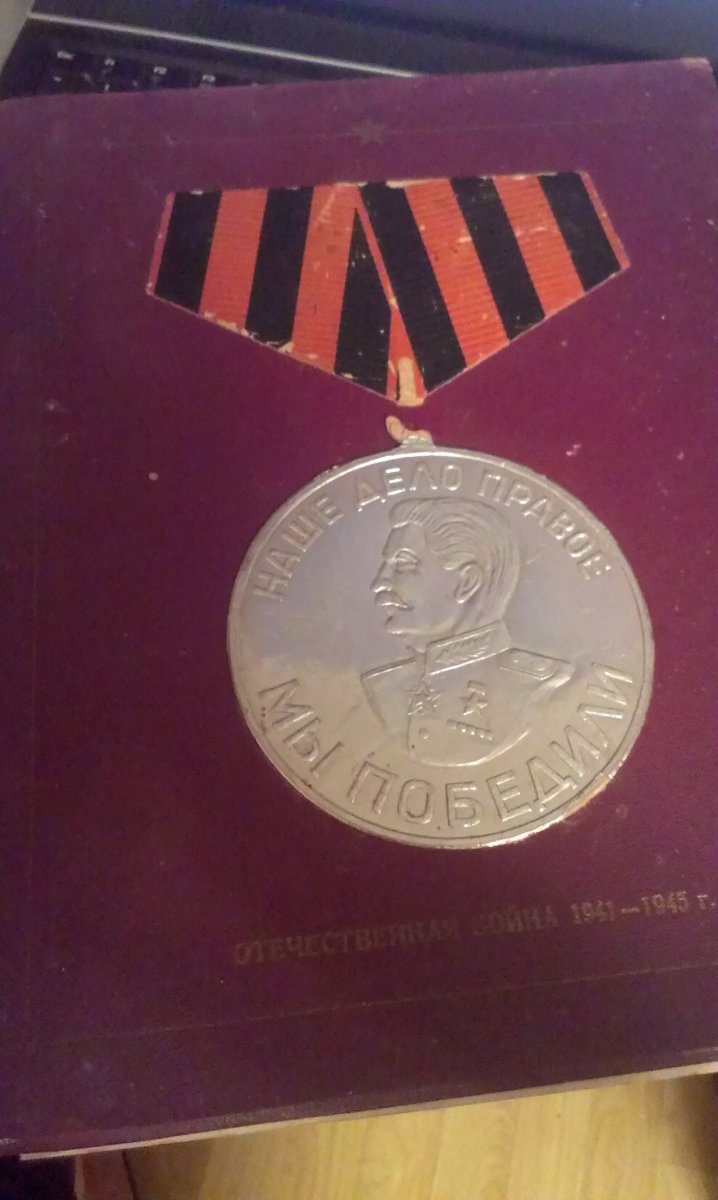 НАШЕ ДЕЛО ПРАВОЕ
МЫ ПОБЕДИЛИ
ОТЕЧЕСТВЕННАЯ ВОЙНА 1941—1945 г.